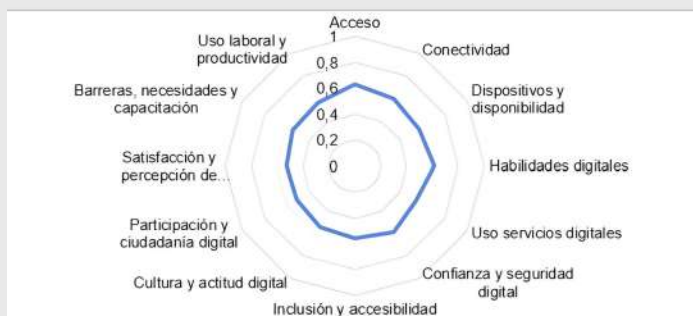 Acceso
1
Uso laboral y
productividad
Conectividad
0,8
Barreras, necesidades y
capacitación
0,6
Dispositivos y
disponibilidad
0,4
0,2
Satisfacción y
percepción de...
0
Habilidades digitales
Participación y
ciudadanía digital
Uso servicios digitales
Cultura y actitud digital
Confianza y seguridad
digital
Inclusión y accesibilidad